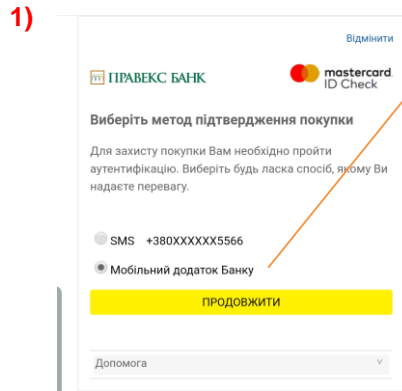 1)
Відмінити
ПРАВЕКС БАНК
mastercard
ID Check
Виберіть метод підтвердження покупки
Для захисту покупки Вам необхідно пройти
аутентифікацію. Виберіть будь ласка спосіб, якому Ви
надаєте перевагу.
SMS +380XXXXXX5566
Мобільний додаток Банку
ПРОДОВЖИТИ
Допомога